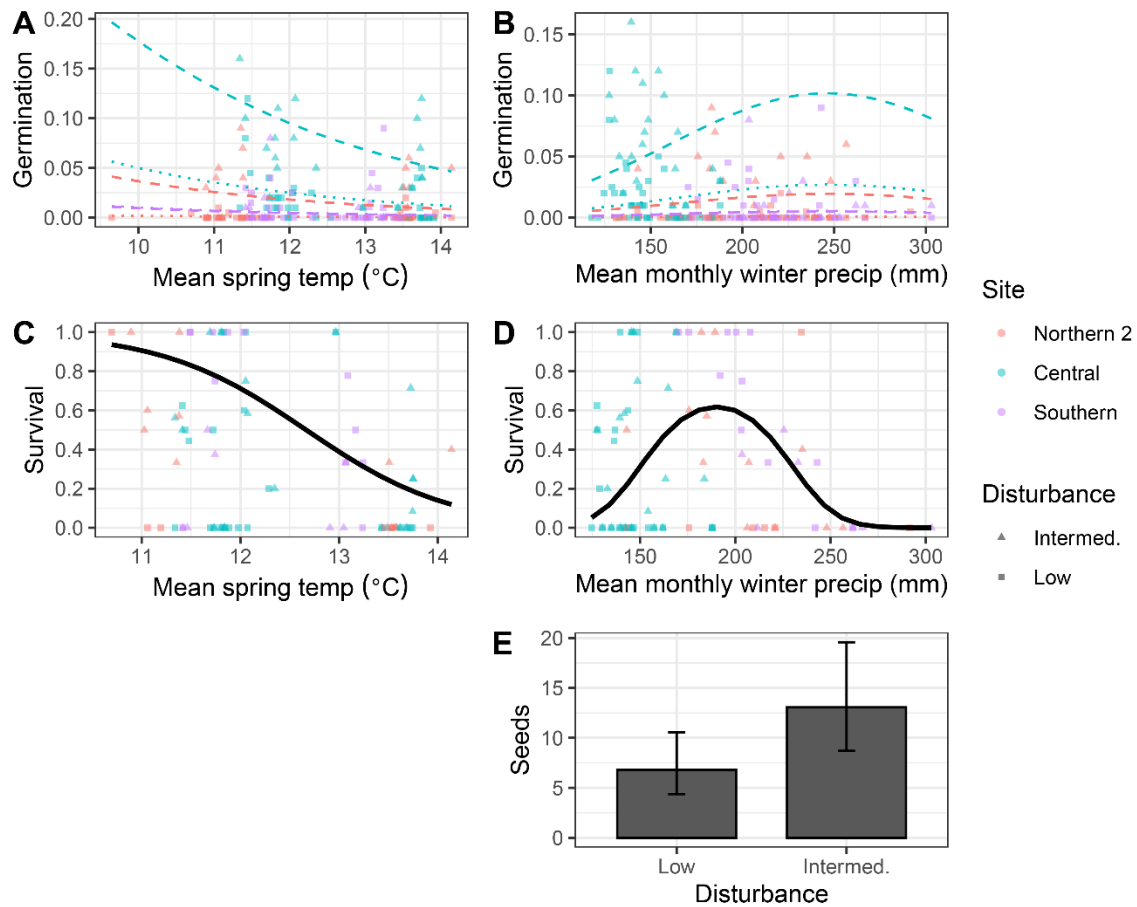 A
Germination
0.20
0.15
0.10
0.05
0.00
10
11
12
13
14
Mean spring temp (°C)
B
Germination
0.15
0.10
0.05
0.00
150
200
250
300
Mean monthly winter precip (mm)
C
Survival
1.0
0.8
0.6
0.4
0.2
0.0
11
12
13
14
Mean spring temp (°C)
D
Survival
1.0
0.8
0.6
0.4
0.2
0.0
150
200
250
300
Mean monthly winter precip (mm)
Site
Northern 2
Central
Southern
Disturbance
Intermed.
Low
E
Seeds
20
15
10
5
0
Low
Intermed.
Disturbance